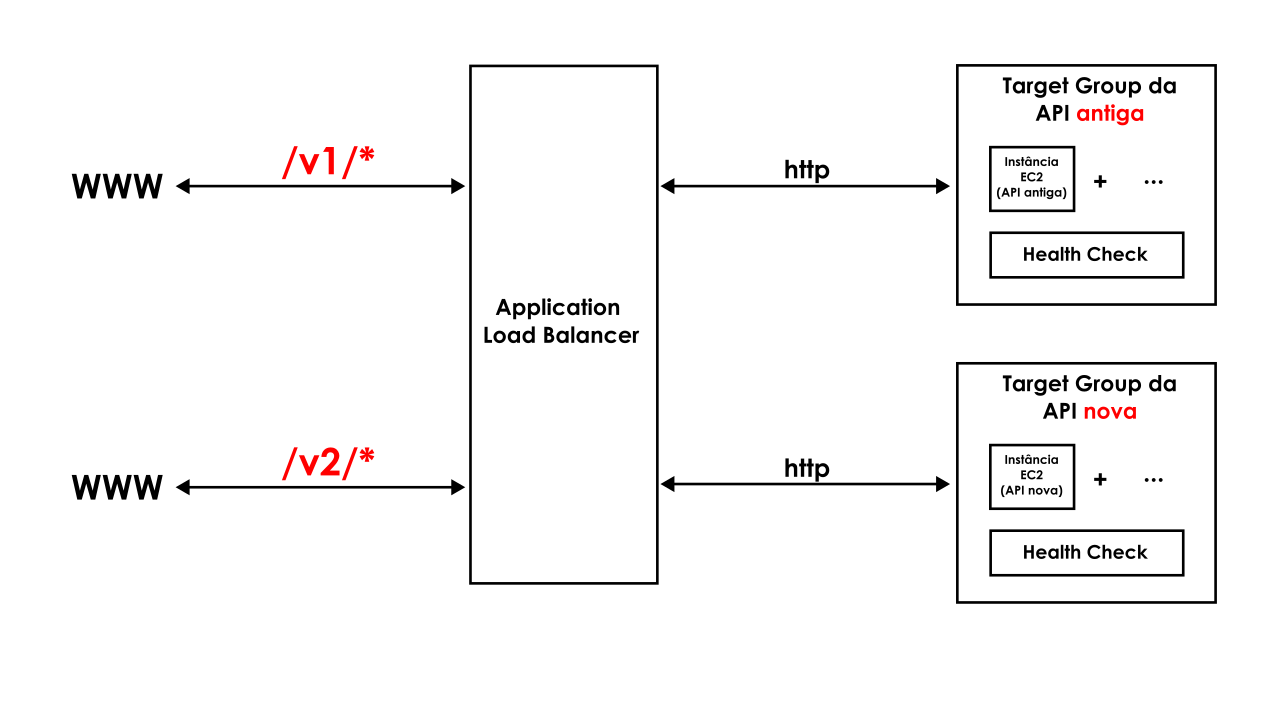 WWW
/v1/*
http
Target Group da
API antiga
Instância
EC2
(API antiga)
+ ...
Health Check
Application
Load Balancer
WWW
/v2/*
http
Target Group da
API nova
Instância
EC2
(API nova)
+ ...
Health Check